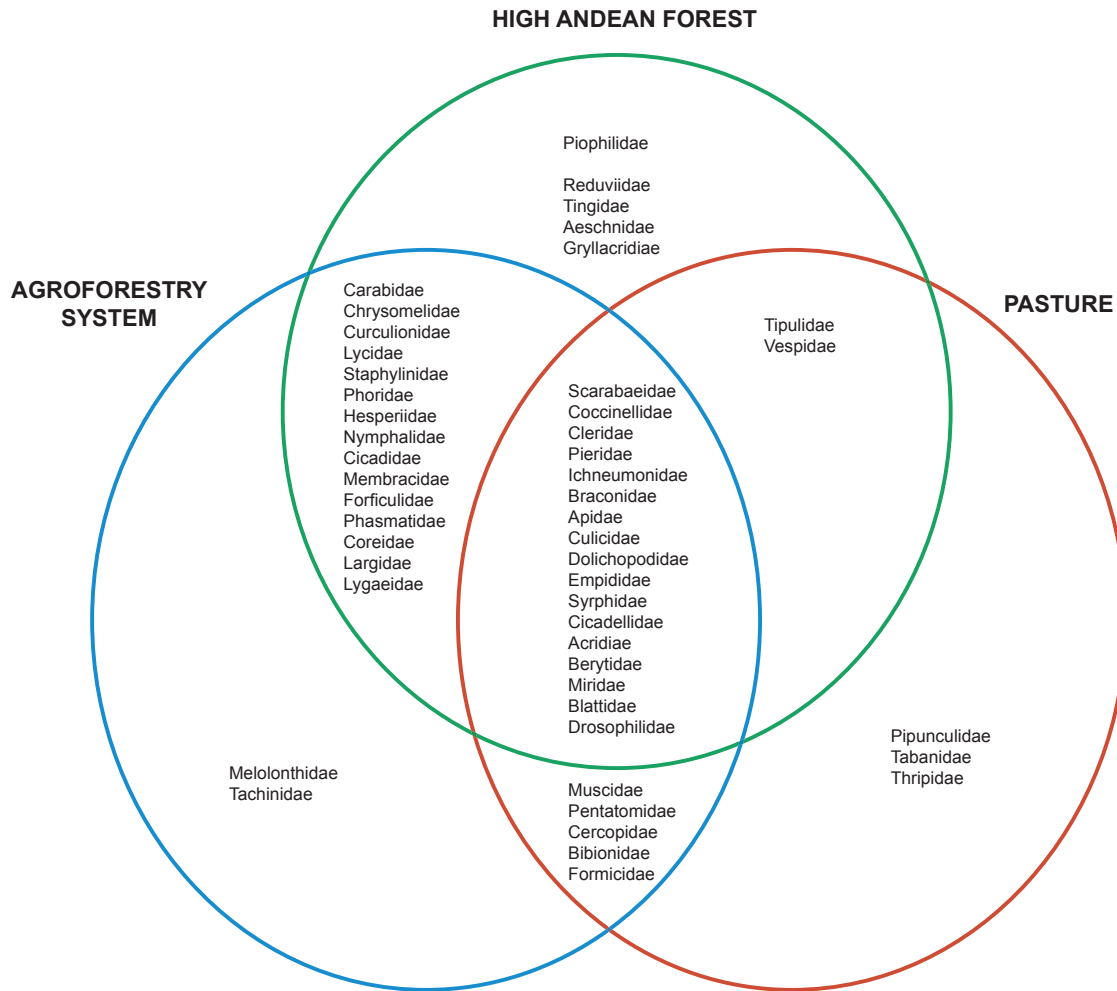 HIGH ANDEAN FOREST
Piophilidae
Reduviidae
Tingidae
Aeschnidae
Gryllacridiae
AGROFORESTRY
SYSTEM
PASTURE
Carabidae
Chrysomelidae
Curculionidae
Lycidae
Staphylinidae
Phoridae
Hesperiidae
Nymphalidae
Cicadidae
Membracidae
Forficulidae
Phasmatidae
Coreidae
Largidae
Lygaeidae
Tipulidae
Vespidae
Scarabaeidae
Coccinellidae
Cleridae
Pieridae
Ichneumonidae
Braconidae
Apidae
Culicidae
Dolichopodidae
Empididae
Syrphidae
Cicadellidae
Acridiae
Berytidae
Miridae
Blattidae
Drosophilidae
Melolonthidae
Tachinidae
Muscidae
Pentatomidae
Cercopidae
Bibionidae
Formicidae
Pipunculidae
Tabanidae
Thripidae